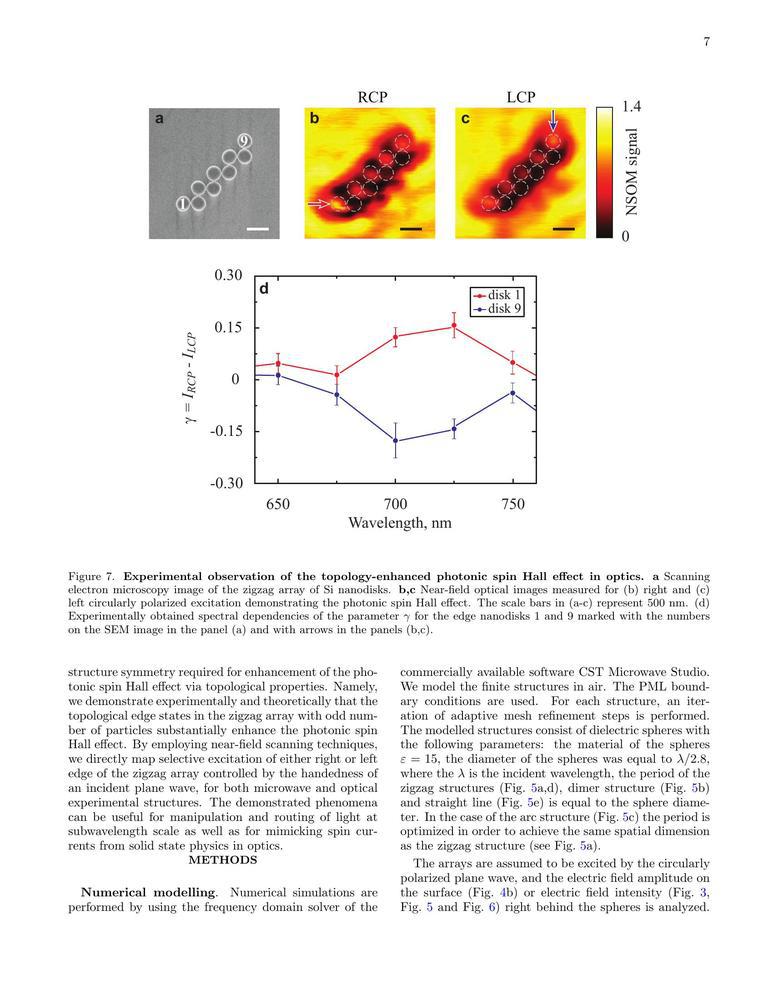 7
RCP
LCP
a
9
1
b
c
1.4
NSOM signal
0
d
disk 1
disk 9
0.30
0.15
0
-0.15
-0.30
γ = I_RCP - I_LCP
650
700
750
Wavelength, nm
Figure 7. Experimental observation of the topology-enhanced photonic spin Hall effect in optics. a Scanning
electron microscopy image of the zigzag array of Si nanodisks. b,c Near-field optical images measured for (b) right and (c)
left circularly polarized excitation demonstrating the photonic spin Hall effect. The scale bars in (a-c) represent 500 nm. (d)
Experimentally obtained spectral dependencies of the parameter γ for the edge nanodisks 1 and 9 marked with the numbers
on the SEM image in the panel (a) and with arrows in the panels (b,c).
structure symmetry required for enhancement of the pho-
tonic spin Hall effect via topological properties. Namely,
we demonstrate experimentally and theoretically that the
topological edge states in the zigzag array with odd num-
ber of particles substantially enhance the photonic spin
Hall effect. By employing near-field scanning techniques,
we directly map selective excitation of either right or left
edge of the zigzag array controlled by the handedness of
an incident plane wave, for both microwave and optical
experimental structures. The demonstrated phenomena
can be useful for manipulation and routing of light at
subwavelength scale as well as for mimicking spin cur-
rents from solid state physics in optics.
METHODS
Numerical modelling. Numerical simulations are
performed by using the frequency domain solver of the
commercially available software CST Microwave Studio.
We model the finite structures in air. The PML bound-
ary conditions are used. For each structure, an iter-
ation of adaptive mesh refinement steps is performed.
The modelled structures consist of dielectric spheres with
the following parameters: the material of the spheres
ε = 15, the diameter of the spheres was equal to λ/2.8,
where the λ is the incident wavelength, the period of the
zigzag structures (Fig. 5a,d), dimer structure (Fig. 5b)
and straight line (Fig. 5e) is equal to the sphere diame-
ter. In the case of the arc structure (Fig. 5c) the period is
optimized in order to achieve the same spatial dimension
as the zigzag structure (see Fig. 5a).
The arrays are assumed to be excited by the circularly
polarized plane wave, and the electric field amplitude on
the surface (Fig. 4b) or electric field intensity (Fig. 3,
Fig. 5 and Fig. 6) right behind the spheres is analyzed.